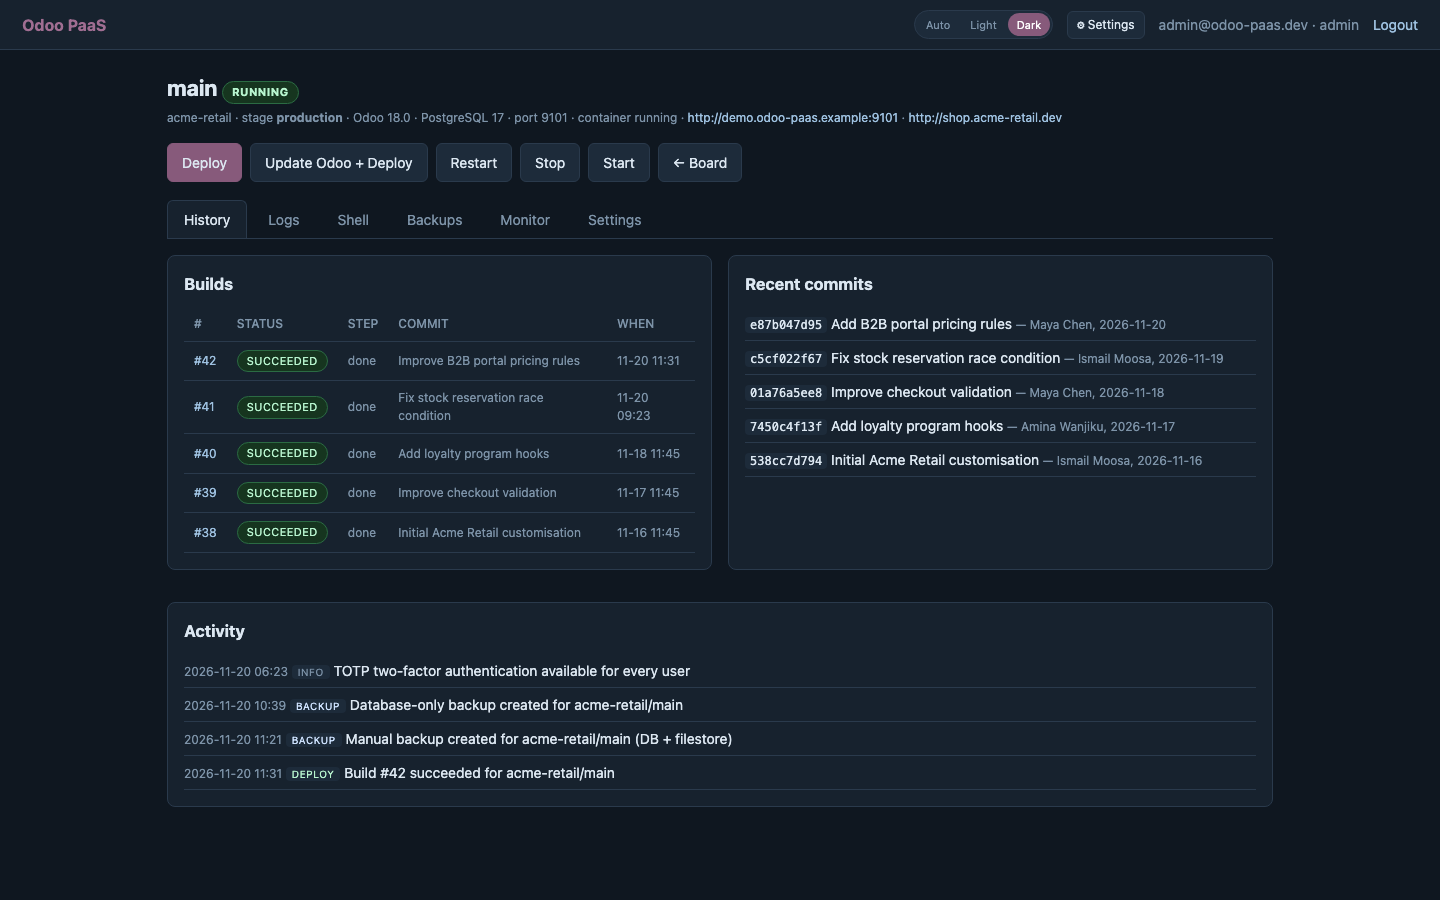 Odoo PaaS
Auto Light Dark
⚙ Settings
admin@odoo-paas.dev · admin
Logout
main RUNNING
acme-retail · stage production · Odoo 18.0 · PostgreSQL 17 · port 9101 · container running · http://demo.odoo-paas.example:9101 · http://shop.acme-retail.dev
Deploy
Update Odoo + Deploy
Restart
Stop
Start
← Board
History
Logs
Shell
Backups
Monitor
Settings
Builds
# STATUS STEP COMMIT WHEN
#42 SUCCEEDED done Improve B2B portal pricing rules 11-20 11:31
#41 SUCCEEDED done Fix stock reservation race condition 11-20 09:23
#40 SUCCEEDED done Add loyalty program hooks 11-18 11:45
#39 SUCCEEDED done Improve checkout validation 11-17 11:45
#38 SUCCEEDED done Initial Acme Retail customisation 11-16 11:45
Recent commits
e87b047d95 Add B2B portal pricing rules — Maya Chen, 2026-11-20
c5cf022f67 Fix stock reservation race condition — Ismail Moosa, 2026-11-19
01a76a5ee8 Improve checkout validation — Maya Chen, 2026-11-18
7450c4f13f Add loyalty program hooks — Amina Wanjiku, 2026-11-17
538cc7d794 Initial Acme Retail customisation — Ismail Moosa, 2026-11-16
Activity
2026-11-20 06:23 INFO TOTP two-factor authentication available for every user
2026-11-20 10:39 BACKUP Database-only backup created for acme-retail/main
2026-11-20 11:21 BACKUP Manual backup created for acme-retail/main (DB + filestore)
2026-11-20 11:31 DEPLOY Build #42 succeeded for acme-retail/main